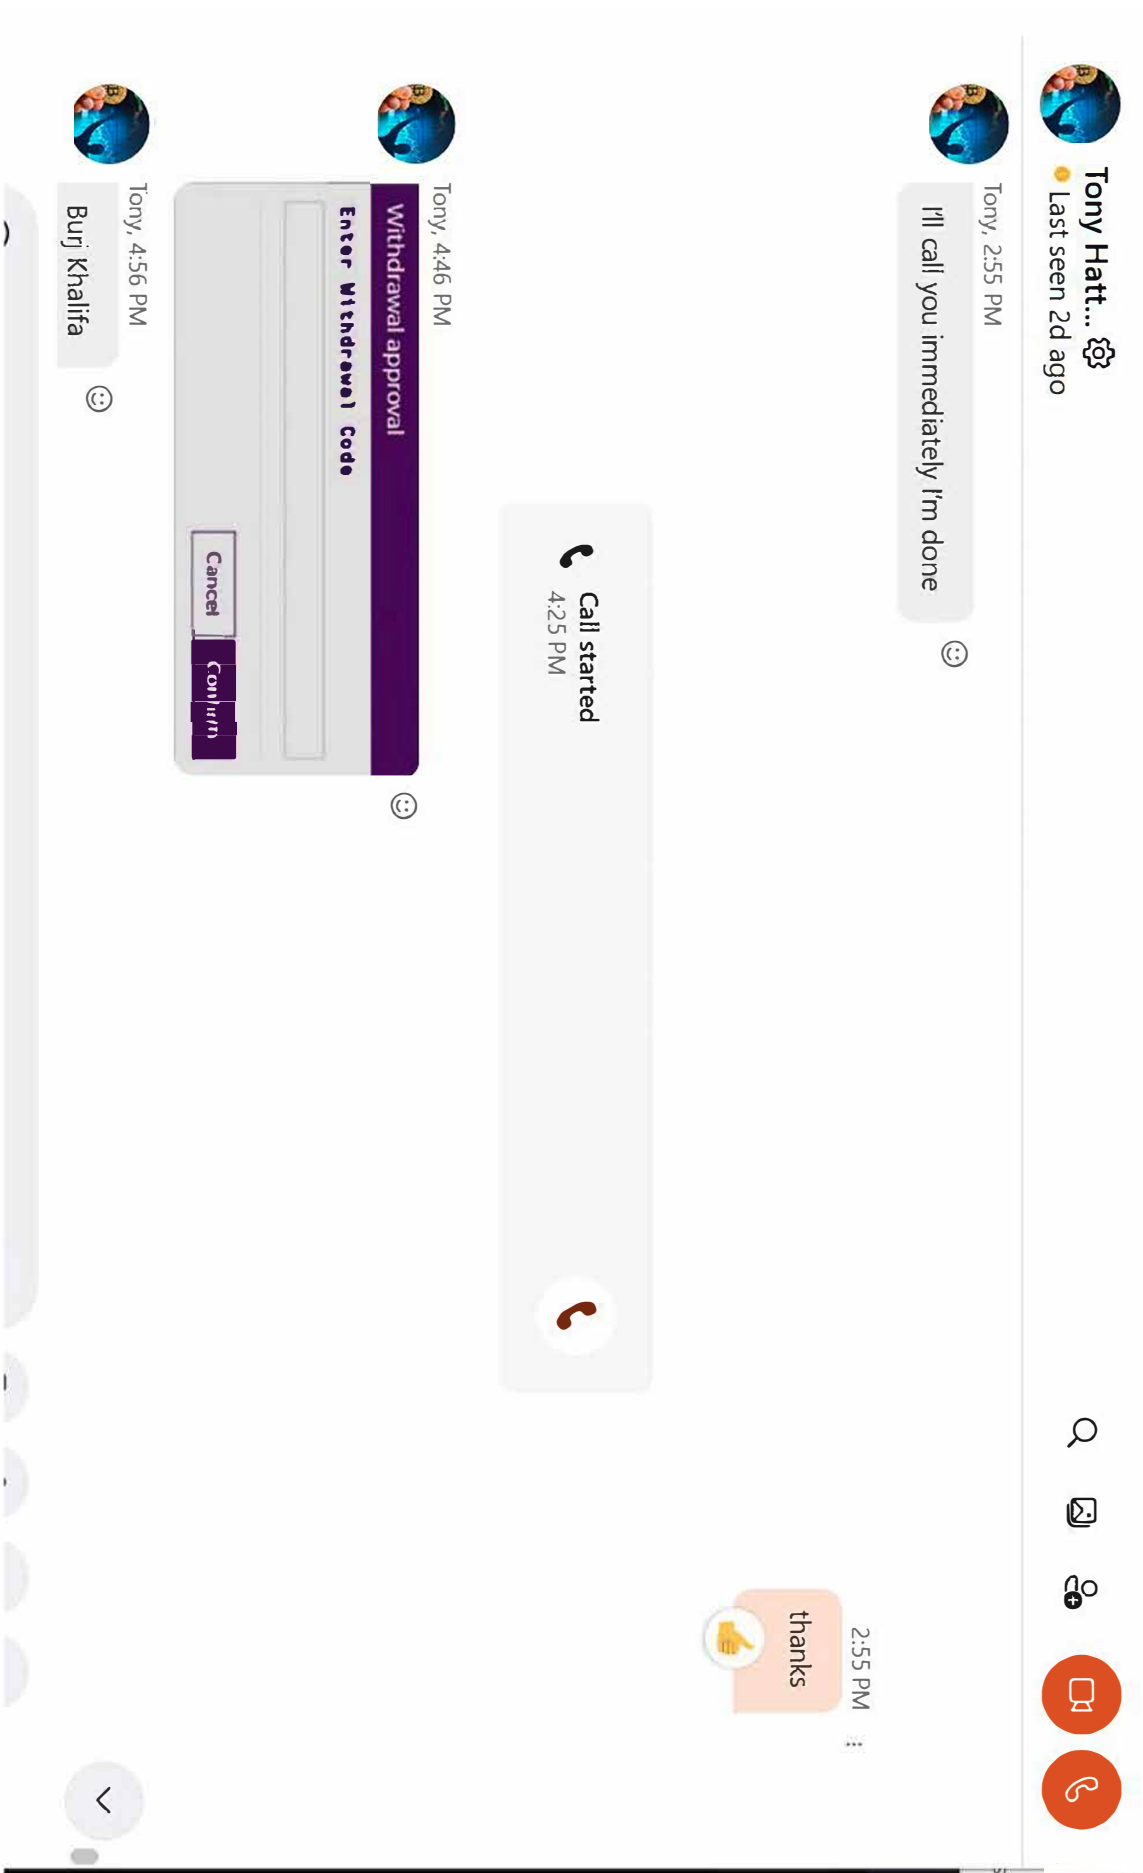 Tony Hatt...
Last seen 2d ago
Tony, 2:55 PM
I'll call you immediately I'm done
2:55 PM
thanks
Call started
4:25 PM
Tony, 4:46 PM
Withdrawal approval
Enter Withdrawal Code
Cancel
Confirm
Tony, 4:56 PM
Burj Khalifa